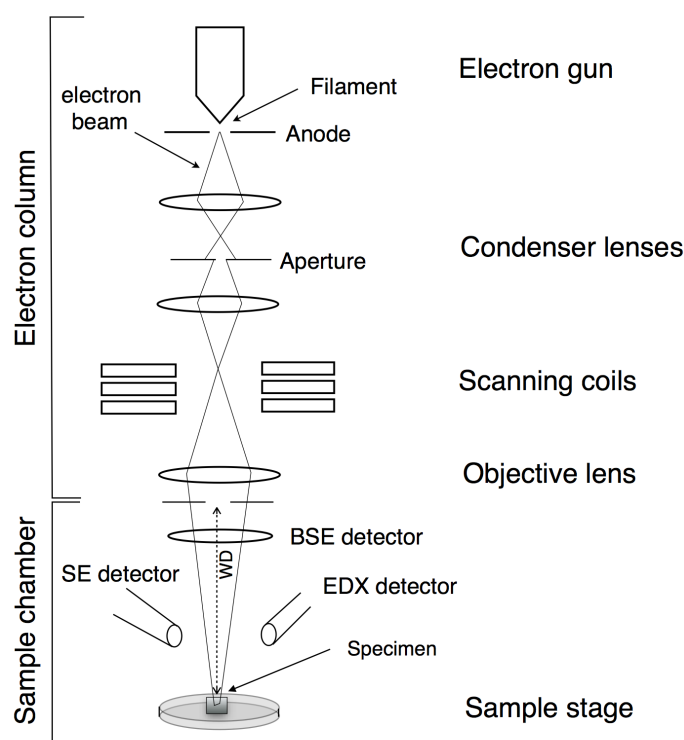 Electron gun
Filament
electron
beam
Anode
Electron column
Condenser lenses
Aperture
Scanning coils
Objective lens
BSE detector
WD
SE detector
EDX detector
Sample chamber
Specimen
Sample stage